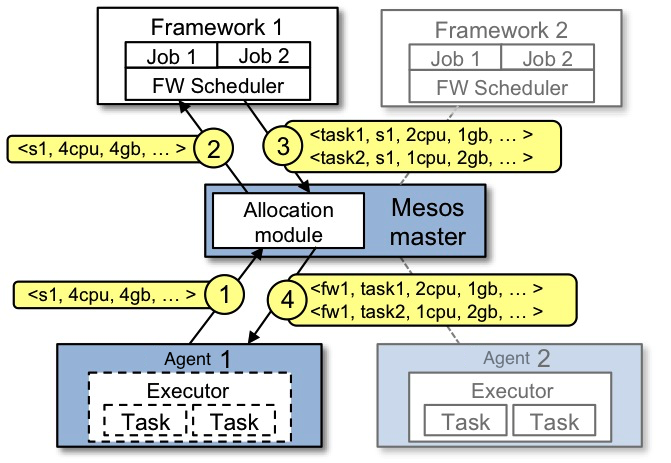 Framework 1
Job 1 Job 2
FW Scheduler
Framework 2
Job 1 Job 2
FW Scheduler
<s1, 4cpu, 4gb, … >
2
3
<task1, s1, 2cpu, 1gb, … >
<task2, s1, 1cpu, 2gb, … >
Allocation
module
Mesos
master
<s1, 4cpu, 4gb, … >
1
4
<fw1, task1, 2cpu, 1gb, … >
<fw1, task2, 1cpu, 2gb, … >
Agent 1
Executor
Task Task
Agent 2
Executor
Task Task